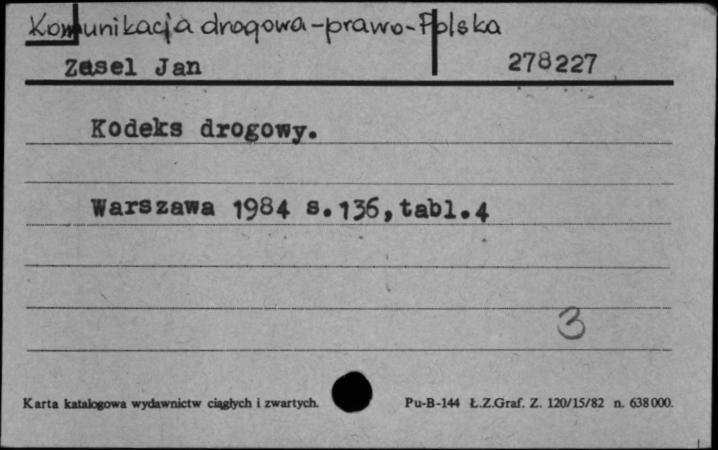 Komunikacja drogowa-prawo-Polska
Zasel Jan 278227
Kodeks drogowy.
Warszawa 1984 s.136, tabl.4
3
Karta katalogowa wydawnictw ciągłych i zwartych. Pu-B-144 Ł.Z.Graf. Z. 120/15/82 n. 638000.